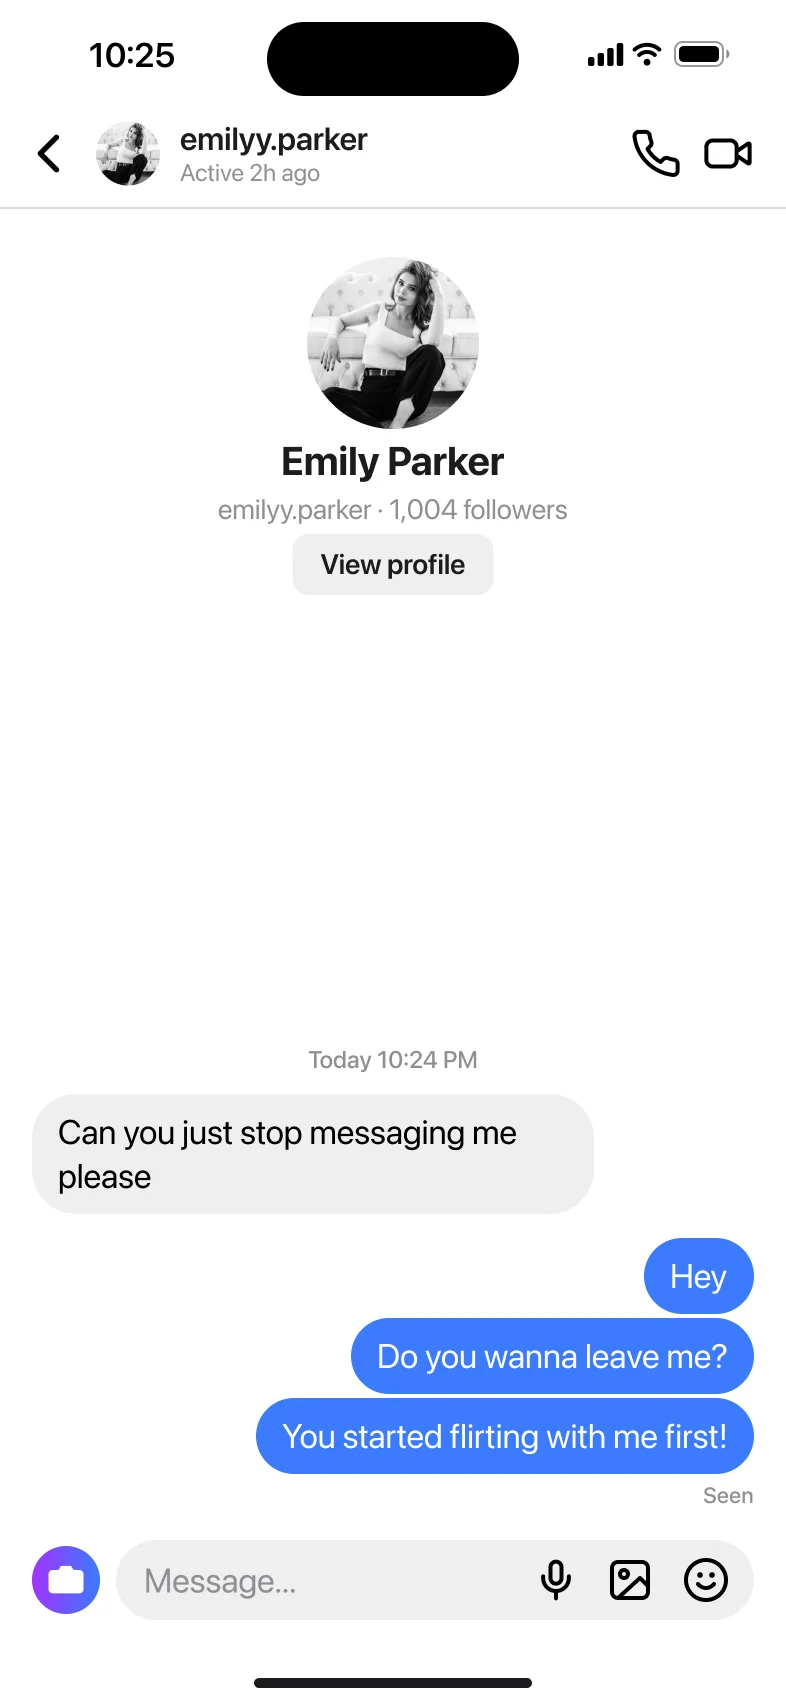 10:25
emilyy.parker
Active 2h ago
Emily Parker
emilyy.parker · 1,004 followers
View profile
Today 10:24 PM
Can you just stop messaging me
please
Hey
Do you wanna leave me?
You started flirting with me first!
Seen
Message...